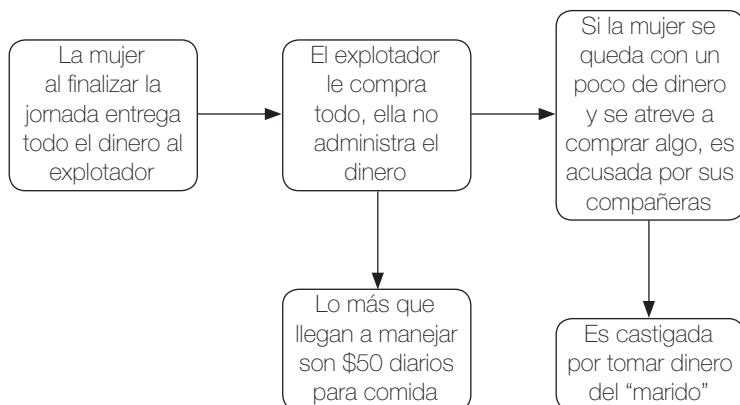 La mujer
al finalizar la
jornada entrega
todo el dinero al
explotador
El explotador
le compra
todo, ella no
administra el
dinero
Si la mujer se
queda con un
poco de dinero
y se atreve a
comprar algo, es
acusada por sus
compañeras
Lo más que
llegan a manejar
son $50 diarios
para comida
Es castigada
por tomar dinero
del “marido”